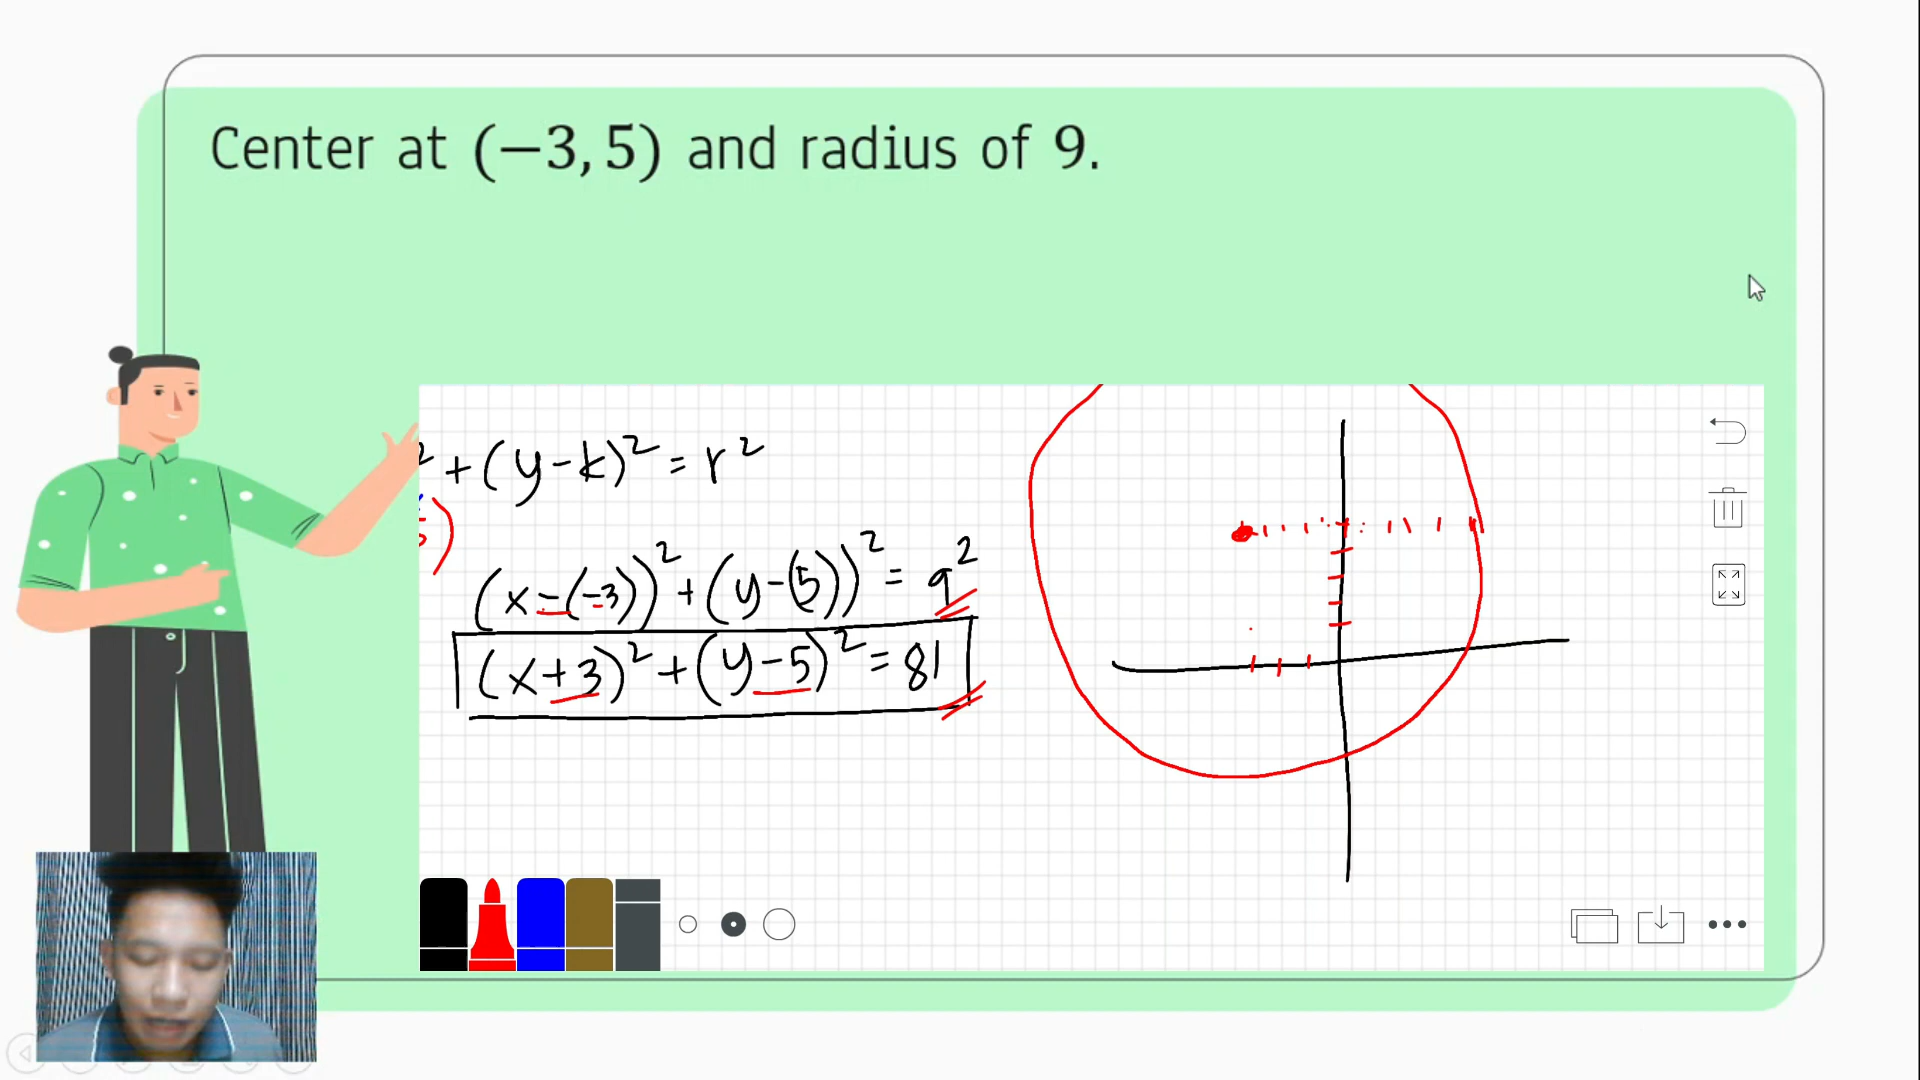 Center at (−3, 5) and radius of 9.
² + (y − k)² = r²
)
(x − (−3))² + (y − (5))² = 9²
(x + 3)² + (y − 5)² = 81